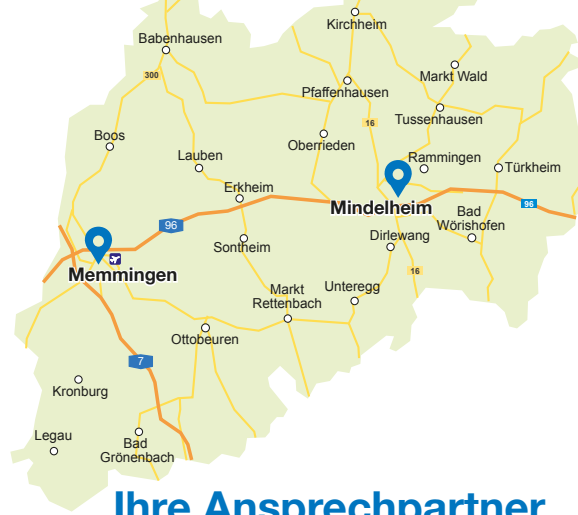 Kirchheim
Babenhausen
300
Markt Wald
Pfaffenhausen
Tussenhausen
16
Boos
Oberrieden
Lauben
Rammingen
Türkheim
Erkheim
Mindelheim
96
96
Bad
Wörishofen
Dirlewang
Sontheim
Memmingen
16
Markt
Rettenbach
Unteregg
Ottobeuren
7
Kronburg
Legau
Bad
Grönenbach
Ihre Ansprechpartner